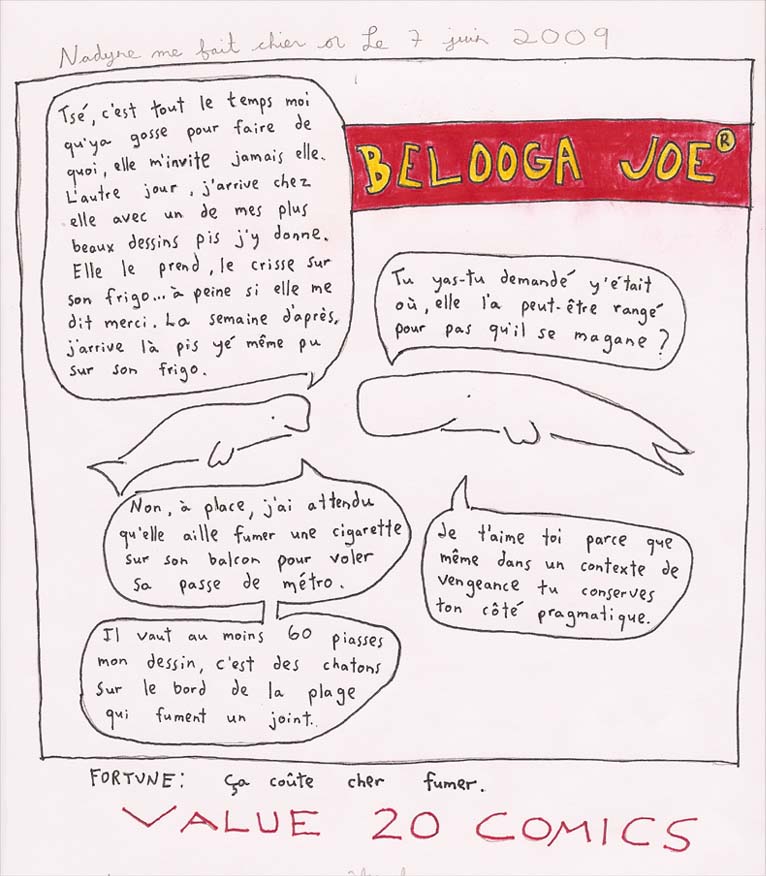 Nadyne me fait chier or Le 7 juin 2009
Tsé, c'est tout le temps moi
qu'ya gosse pour faire de
quoi, elle m'invite jamais elle.
L'autre jour, j'arrive chez
elle avec un de mes plus
beaux dessins pis j'y donne.
Elle le prend, le crisse sur
son frigo... à peine si elle me
dit merci. La semaine d'après,
j'arrive là pis yé même pu
sur son frigo.
BELOOGA JOE®
Tu yas-tu demandé y'était
où, elle l'a peut-être rangé
pour pas qu'il se magane ?
Non, à place, j'ai attendu
qu'elle aille fumer une cigarette
sur son balcon pour voler
sa passe de métro.
Je t'aime toi parce que
même dans un contexte de
vengeance tu conserves
ton côté pragmatique.
Il vaut au moins 60 piasses
mon dessin, c'est des chatons
sur le bord de la plage
qui fument un joint.
FORTUNE: Ça coûte cher fumer.
VALUE 20 COMICS